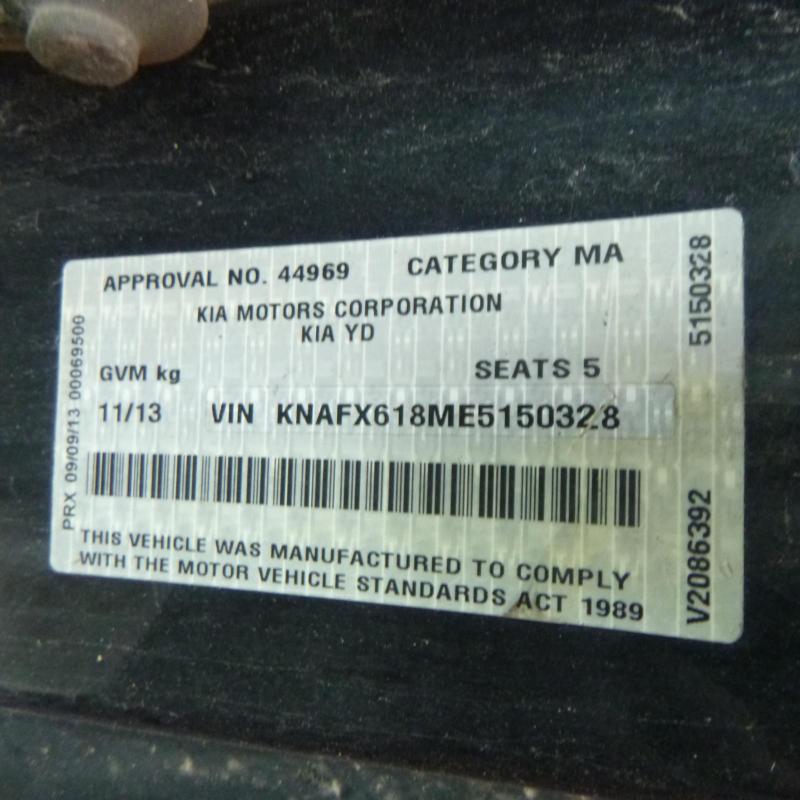 APPROVAL NO. 44969 CATEGORY MA
KIA MOTORS CORPORATION
KIA YD
GVM kg SEATS 5
11/13 VIN KNAFX618ME5150328
THIS VEHICLE WAS MANUFACTURED TO COMPLY
WITH THE MOTOR VEHICLE STANDARDS ACT 1989
PRX 09/09/13 00069500
5150328
V2086392